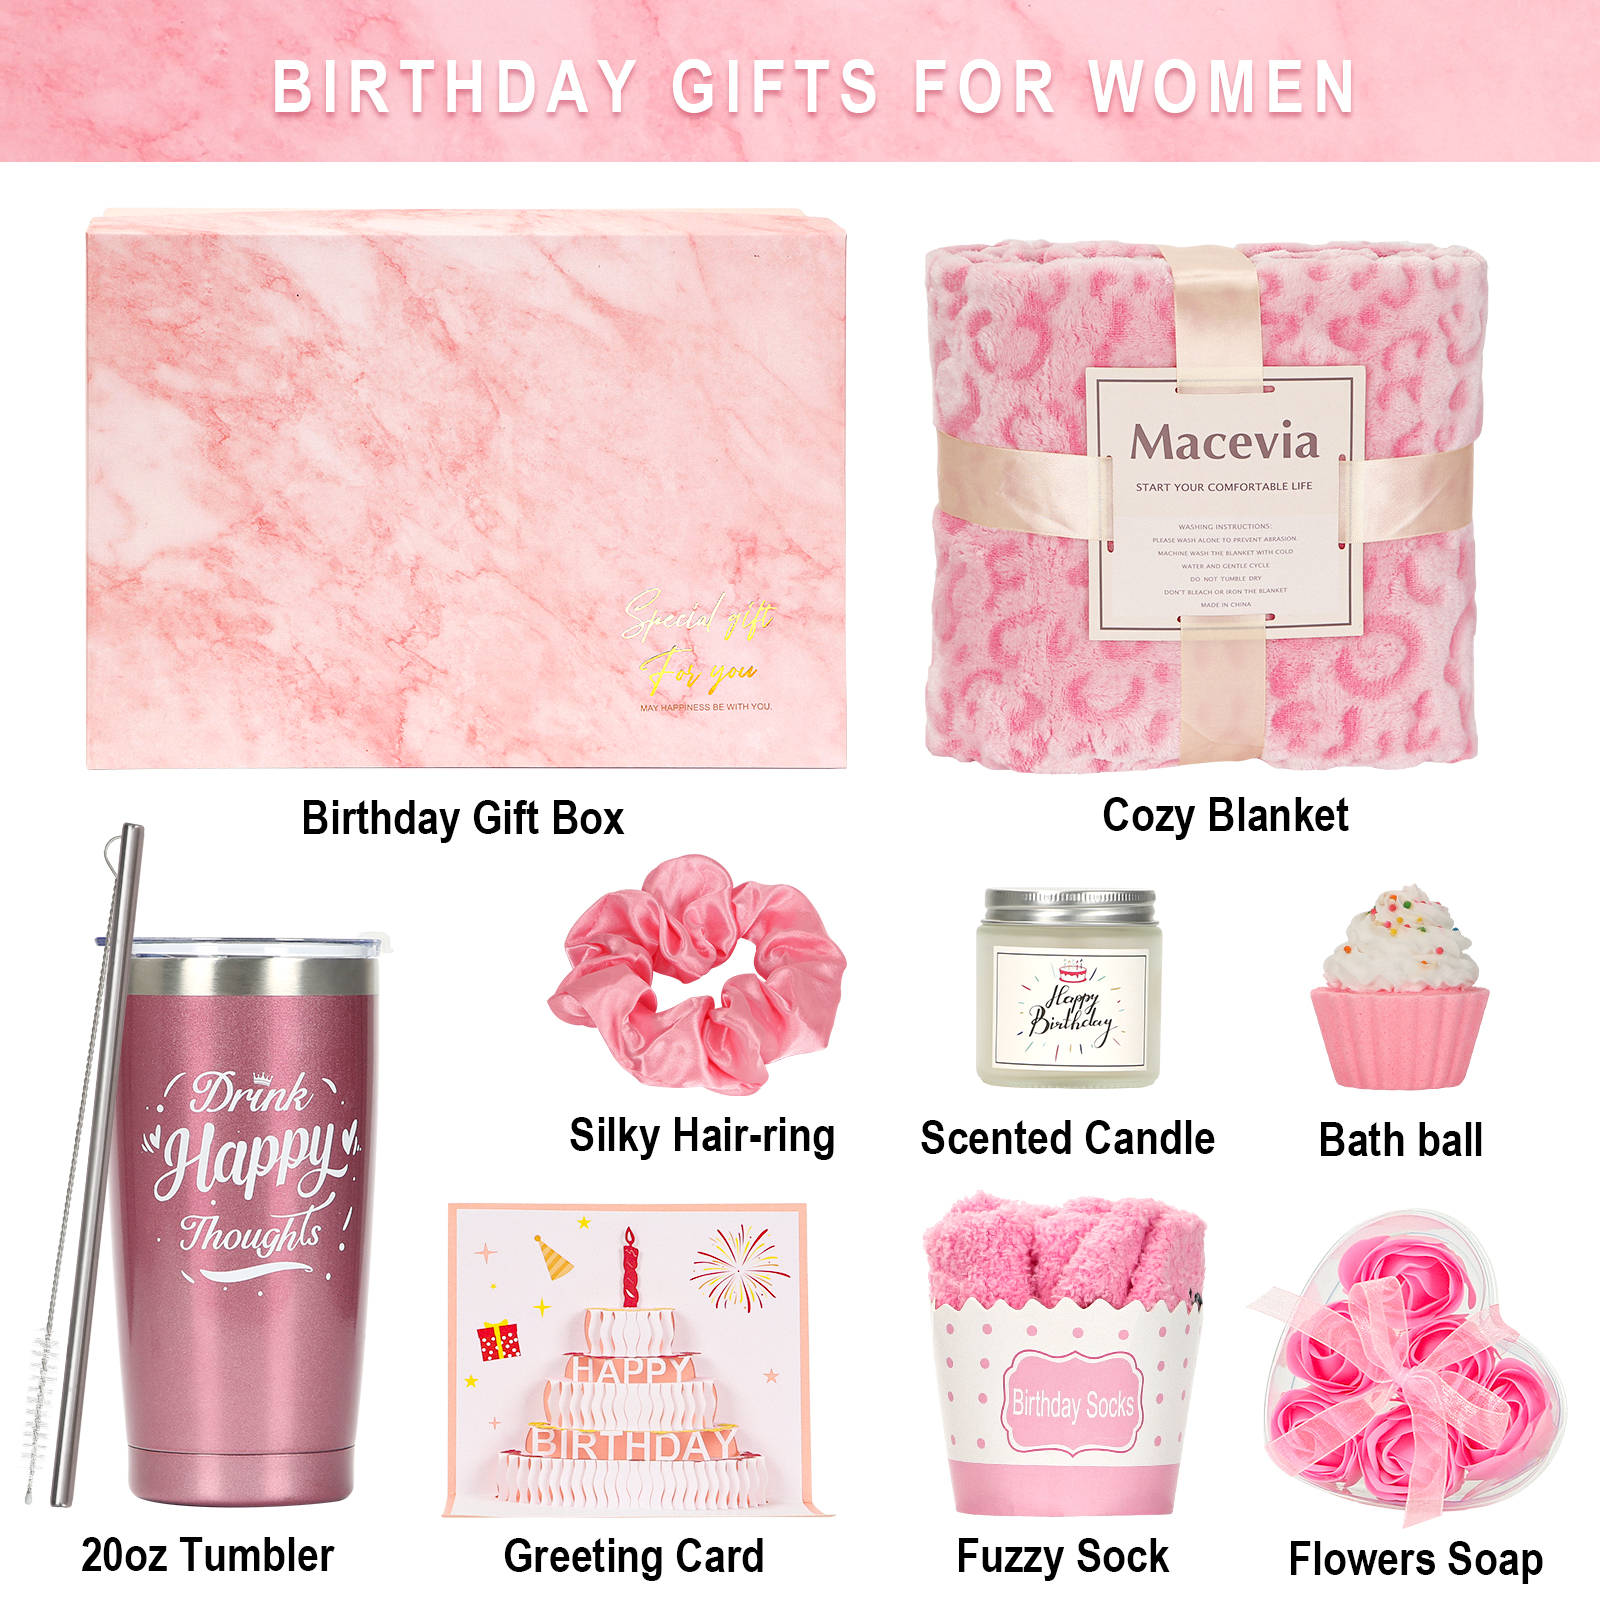 BIRTHDAY GIFTS FOR WOMEN
Special gift
For you
MAY HAPPINESS BE WITH YOU.
Birthday Gift Box
Macevia
START YOUR COMFORTABLE LIFE
WASHING INSTRUCTIONS:
PLEASE WASH ALONE TO PREVENT ABRASION.
MACHINE WASH THE BLANKET WITH COLD
WATER AND GENTLE CYCLE
DO NOT TUMBLE DRY
DON'T BLEACH OR IRON THE BLANKET
MADE IN CHINA
Cozy Blanket
Drink
Happy
Thoughts
20oz Tumbler
Silky Hair-ring
Happy
Birthday
Scented Candle
Bath ball
HAPPY
BIRTHDAY
Greeting Card
Birthday Socks
Fuzzy Sock
Flowers Soap